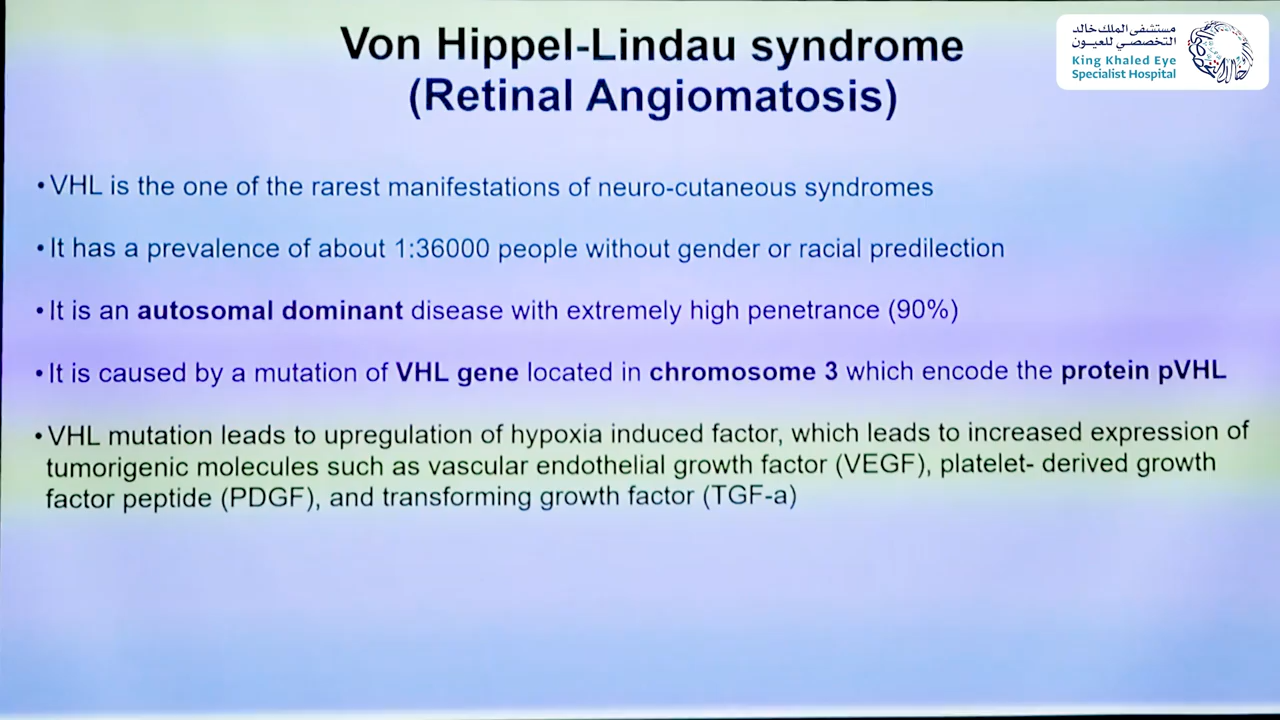 Von Hippel-Lindau syndrome
(Retinal Angiomatosis)
مستشفى الملك خالد
التخصصي للعيون
King Khaled Eye
Specialist Hospital
• VHL is the one of the rarest manifestations of neuro-cutaneous syndromes
• It has a prevalence of about 1:36000 people without gender or racial predilection
• It is an autosomal dominant disease with extremely high penetrance (90%)
• It is caused by a mutation of VHL gene located in chromosome 3 which encode the protein pVHL
• VHL mutation leads to upregulation of hypoxia induced factor, which leads to increased expression of
tumorigenic molecules such as vascular endothelial growth factor (VEGF), platelet- derived growth
factor peptide (PDGF), and transforming growth factor (TGF-a)